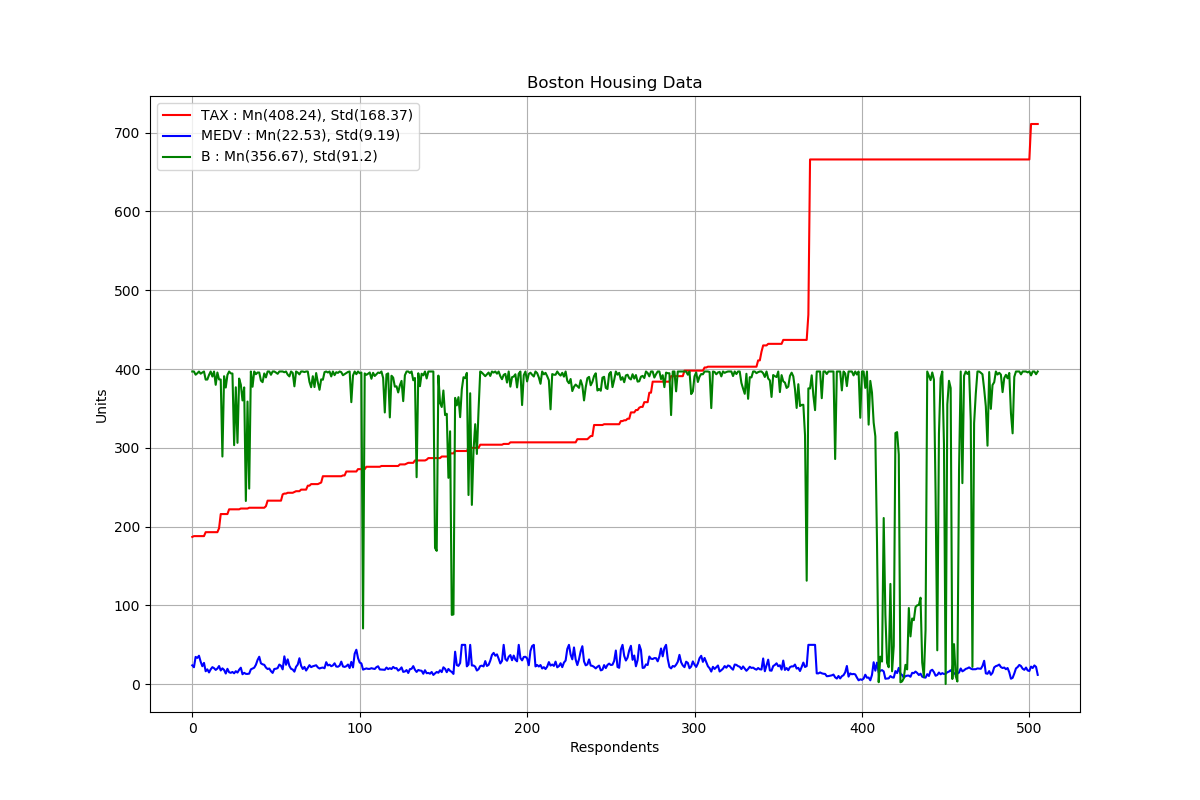 Boston Housing Data
TAX : Mn(408.24), Std(168.37)
MEDV : Mn(22.53), Std(9.19)
B : Mn(356.67), Std(91.2)
700
600
500
400
300
200
100
0
Units
0 100 200 300 400 500
Respondents